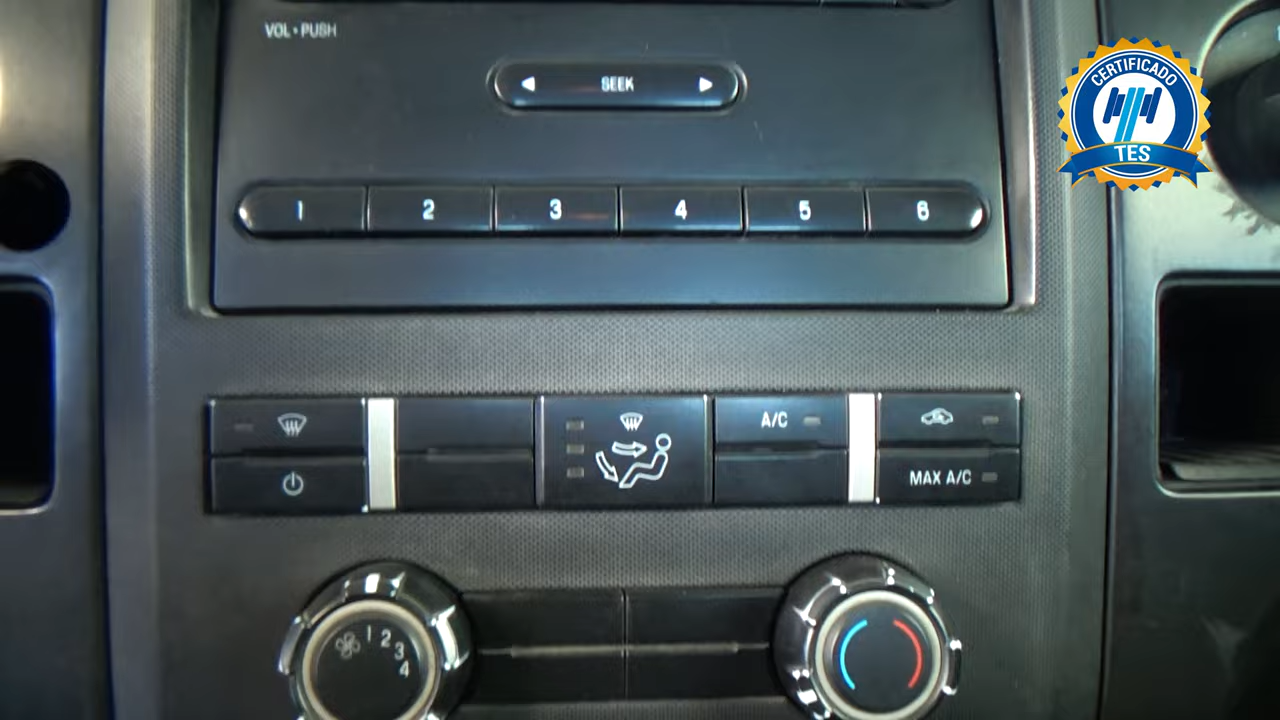 VOL • PUSH
SEEK
1 2 3 4 5 6
CERTIFICADO
TES
A/C
MAX A/C
1 2 3 4